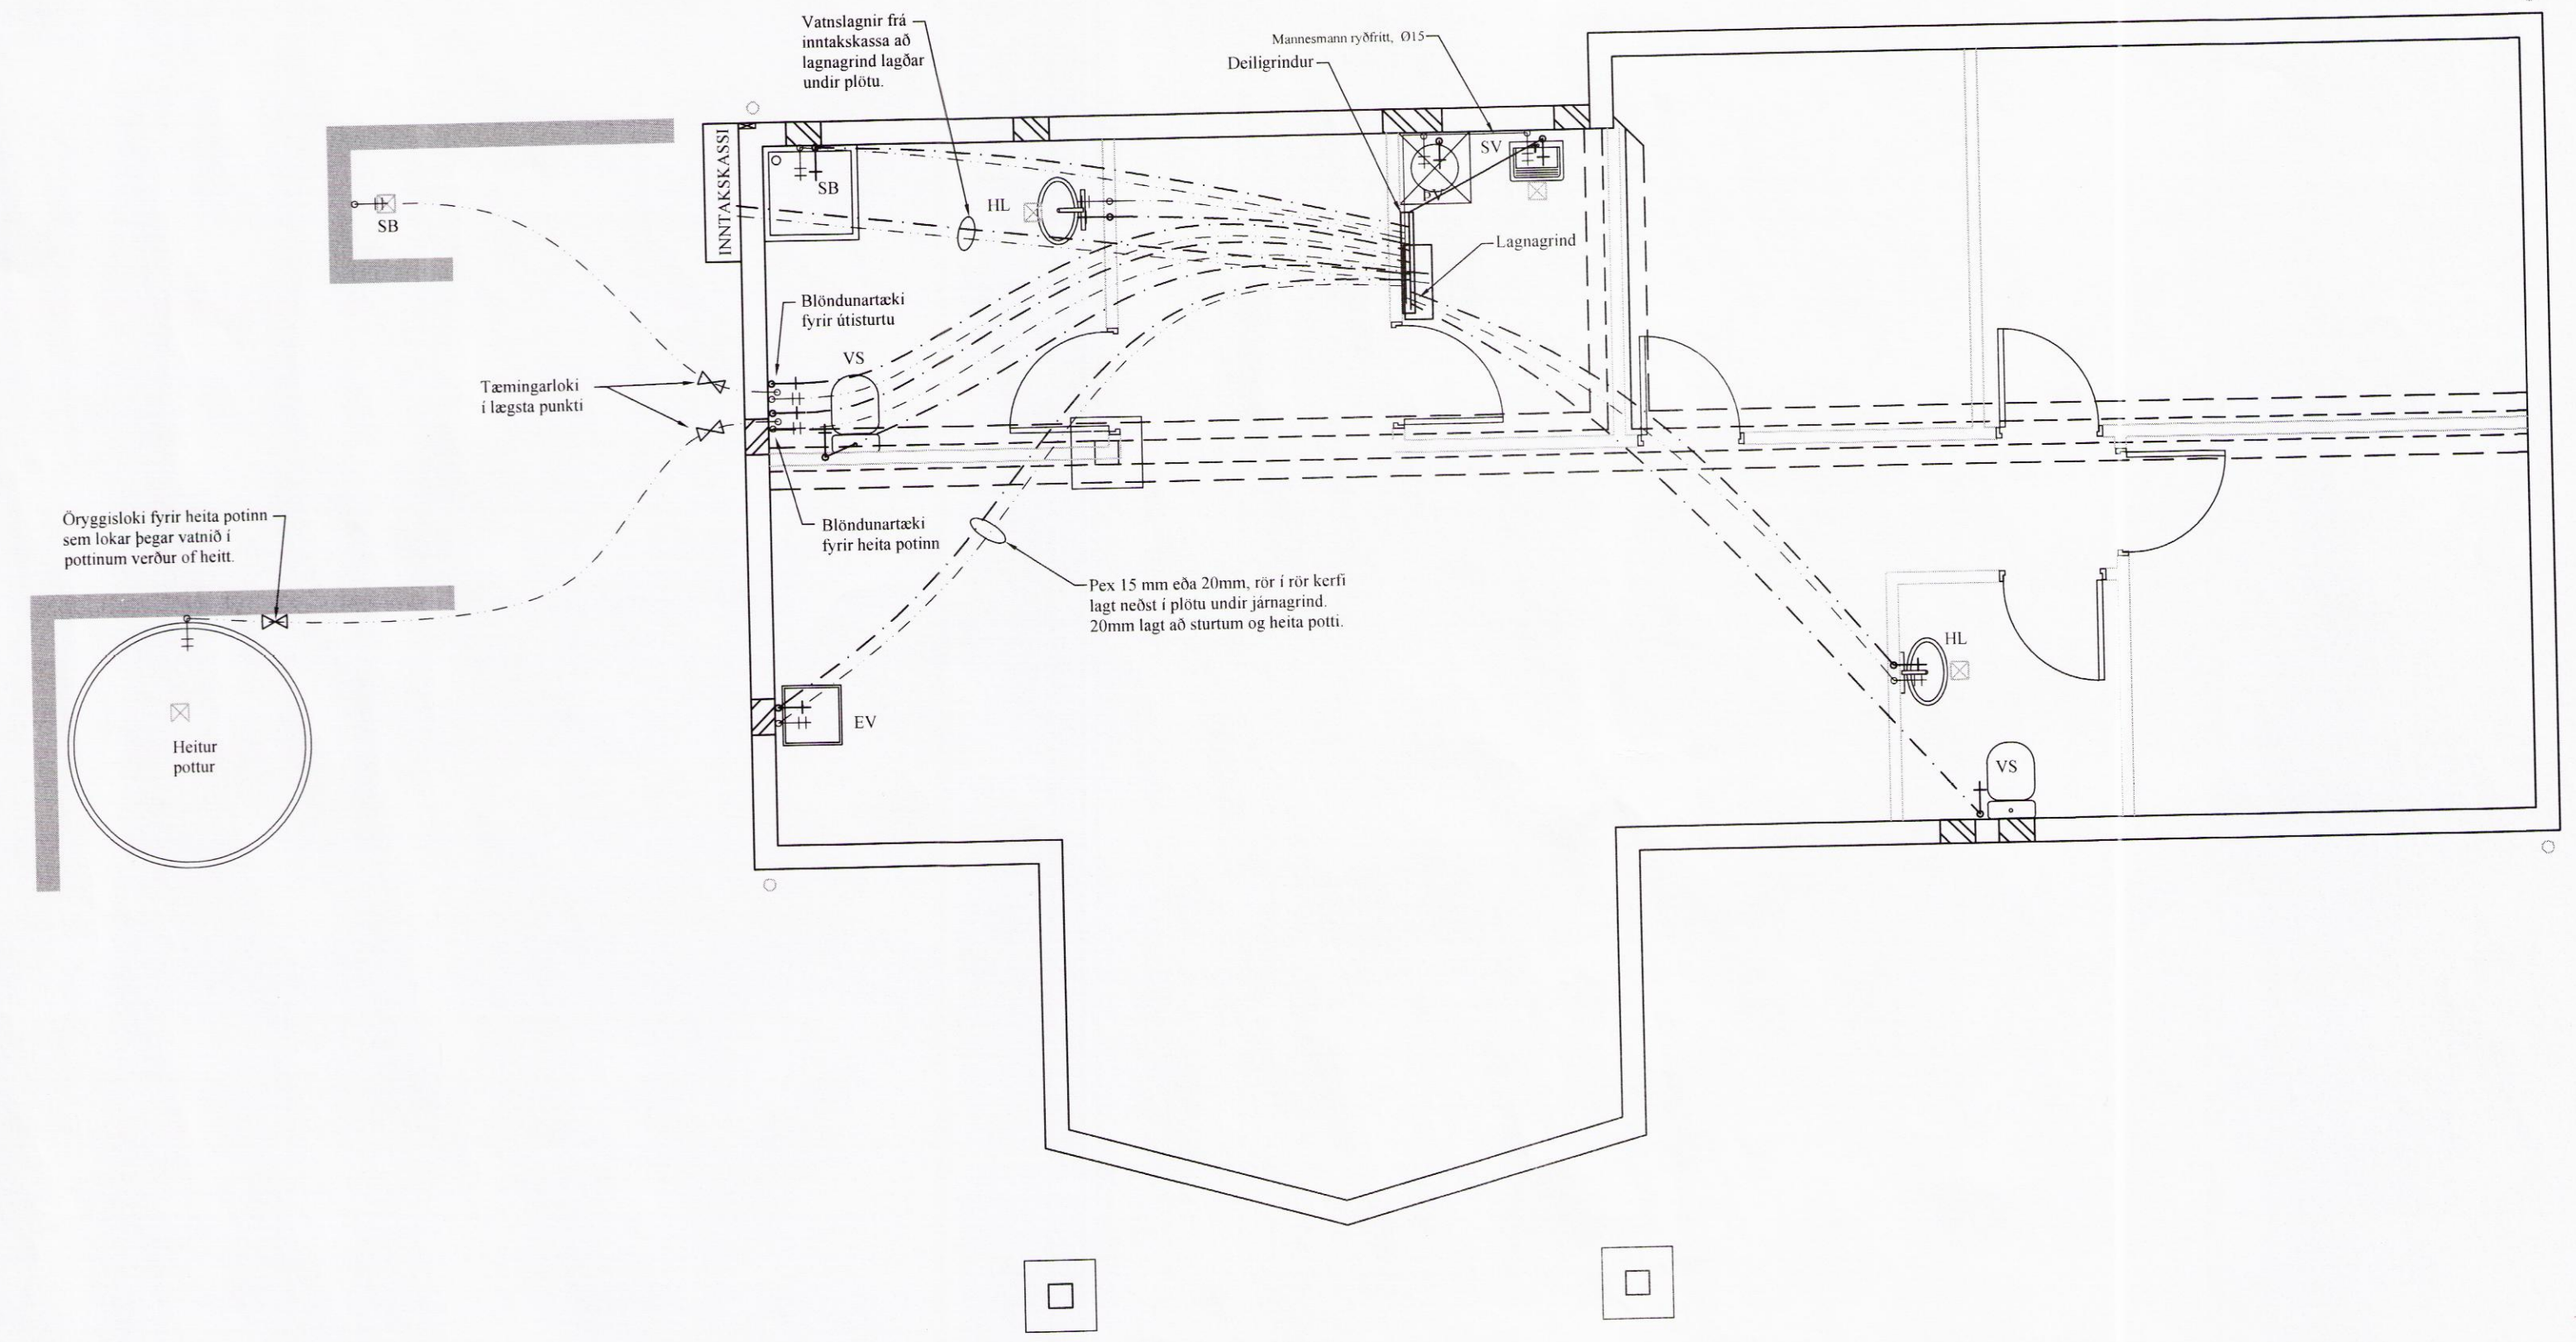 Vatnslagnir frá
inntakskassa að
lagnagrind lagðar
undir plötu.
Mannesmann ryðfritt, Ø15
Deiligrindur
INNTAKSKASSI
SB
HL
SV
PV
SB
Lagnagrind
Blöndunartæki
fyrir útisturtu
VS
Tæmingarloki
í lægsta punkti
Blöndunartæki
fyrir heita potinn
Öryggisloki fyrir heita potinn
sem lokar þegar vatnið í
pottinum verður of heitt.
Pex 15 mm eða 20mm, rör í rör kerfi
lagt neðst í plötu undir járnagrind.
20mm lagt að sturtum og heita potti.
HL
EV
Heitur
pottur
VS